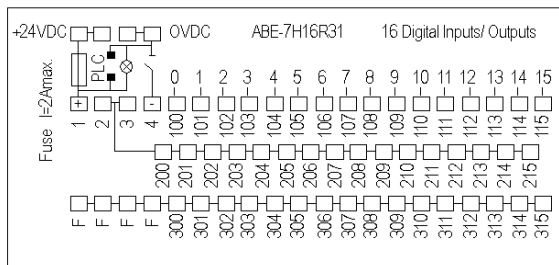 +24VDC 0VDC ABE-7H16R31 16 Digital Inputs/ Outputs
PLC
Fuse I=2Amax.
0 1 2 3 4 5 6 7 8 9 10 11 12 13 14 15
+ -
1 2 3 4 100 101 102 103 104 105 106 107 108 109 110 111 112 113 114 115
200 201 202 203 204 205 206 207 208 209 210 211 212 213 214 215
F F F F 300 301 302 303 304 305 306 307 308 309 310 311 312 313 314 315